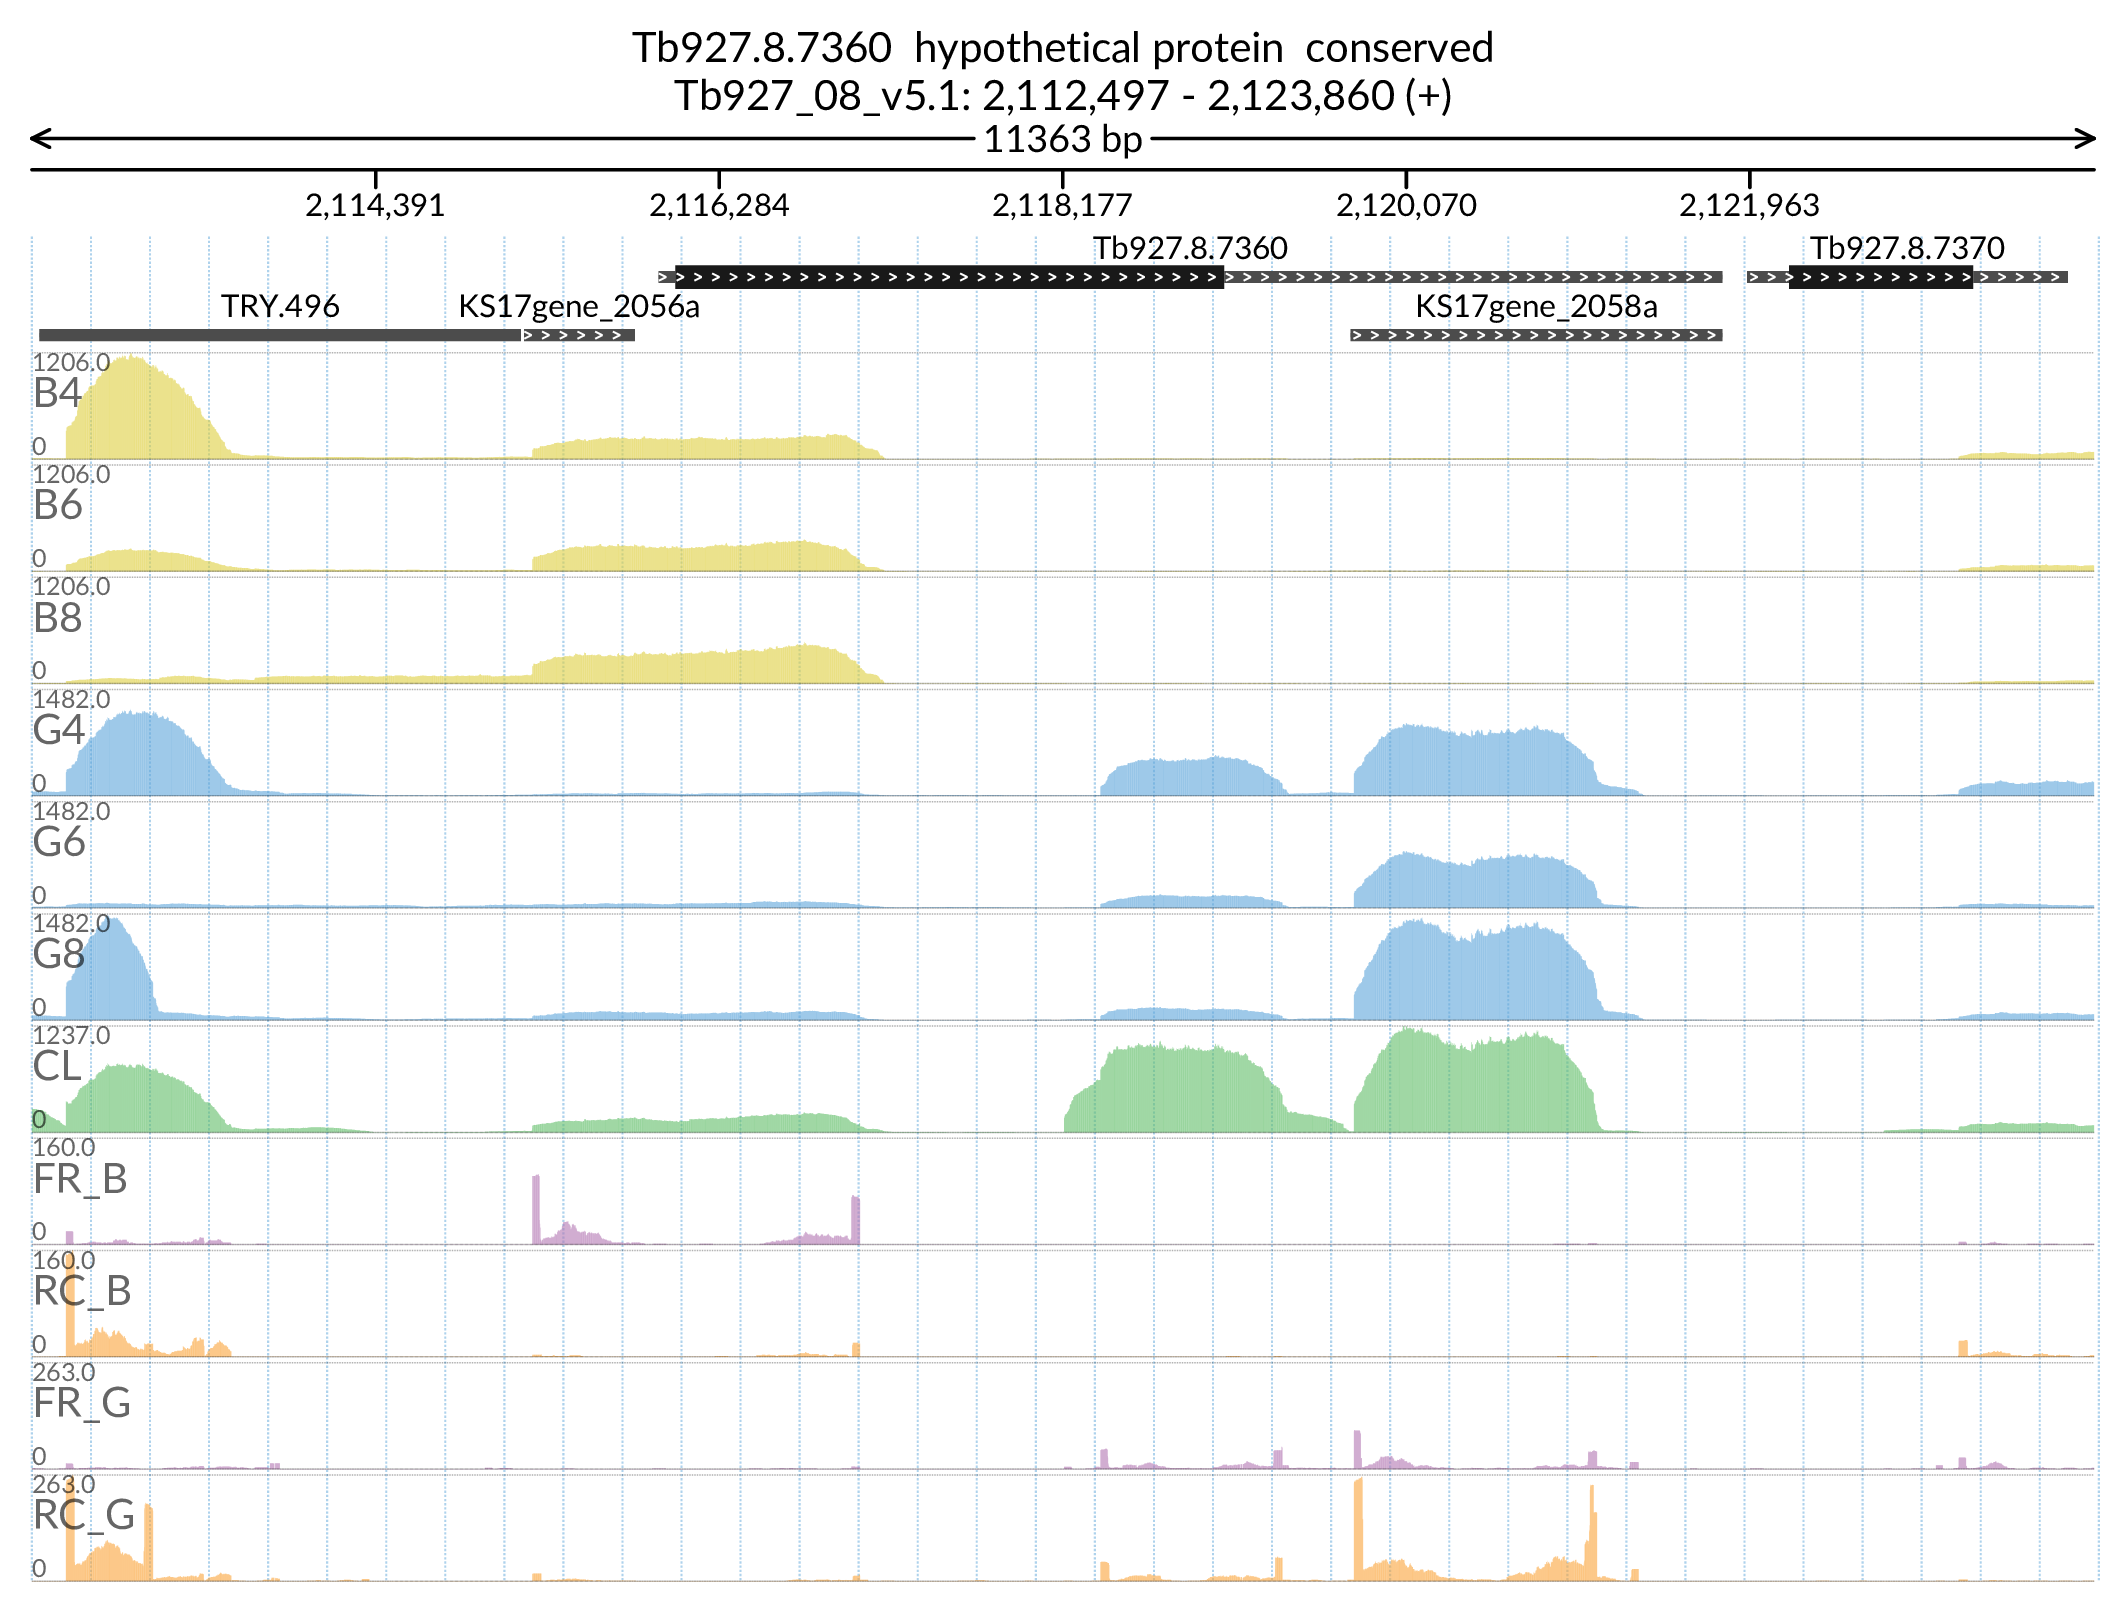 Tb927.8.7360  hypothetical protein  conserved
Tb927_08_v5.1: 2,112,497 - 2,123,860 (+)
11363 bp
2,114,391 2,116,284 2,118,177 2,120,070 2,121,963
Tb927.8.7360 Tb927.8.7370
TRY.496 KS17gene_2056a KS17gene_2058a
1206.0
B4
0
1206.0
B6
0
1206.0
B8
0
1482.0
G4
0
1482.0
G6
0
1482.0
G8
0
1237.0
CL
0
160.0
FR_B
0
160.0
RC_B
0
263.0
FR_G
0
263.0
RC_G
0